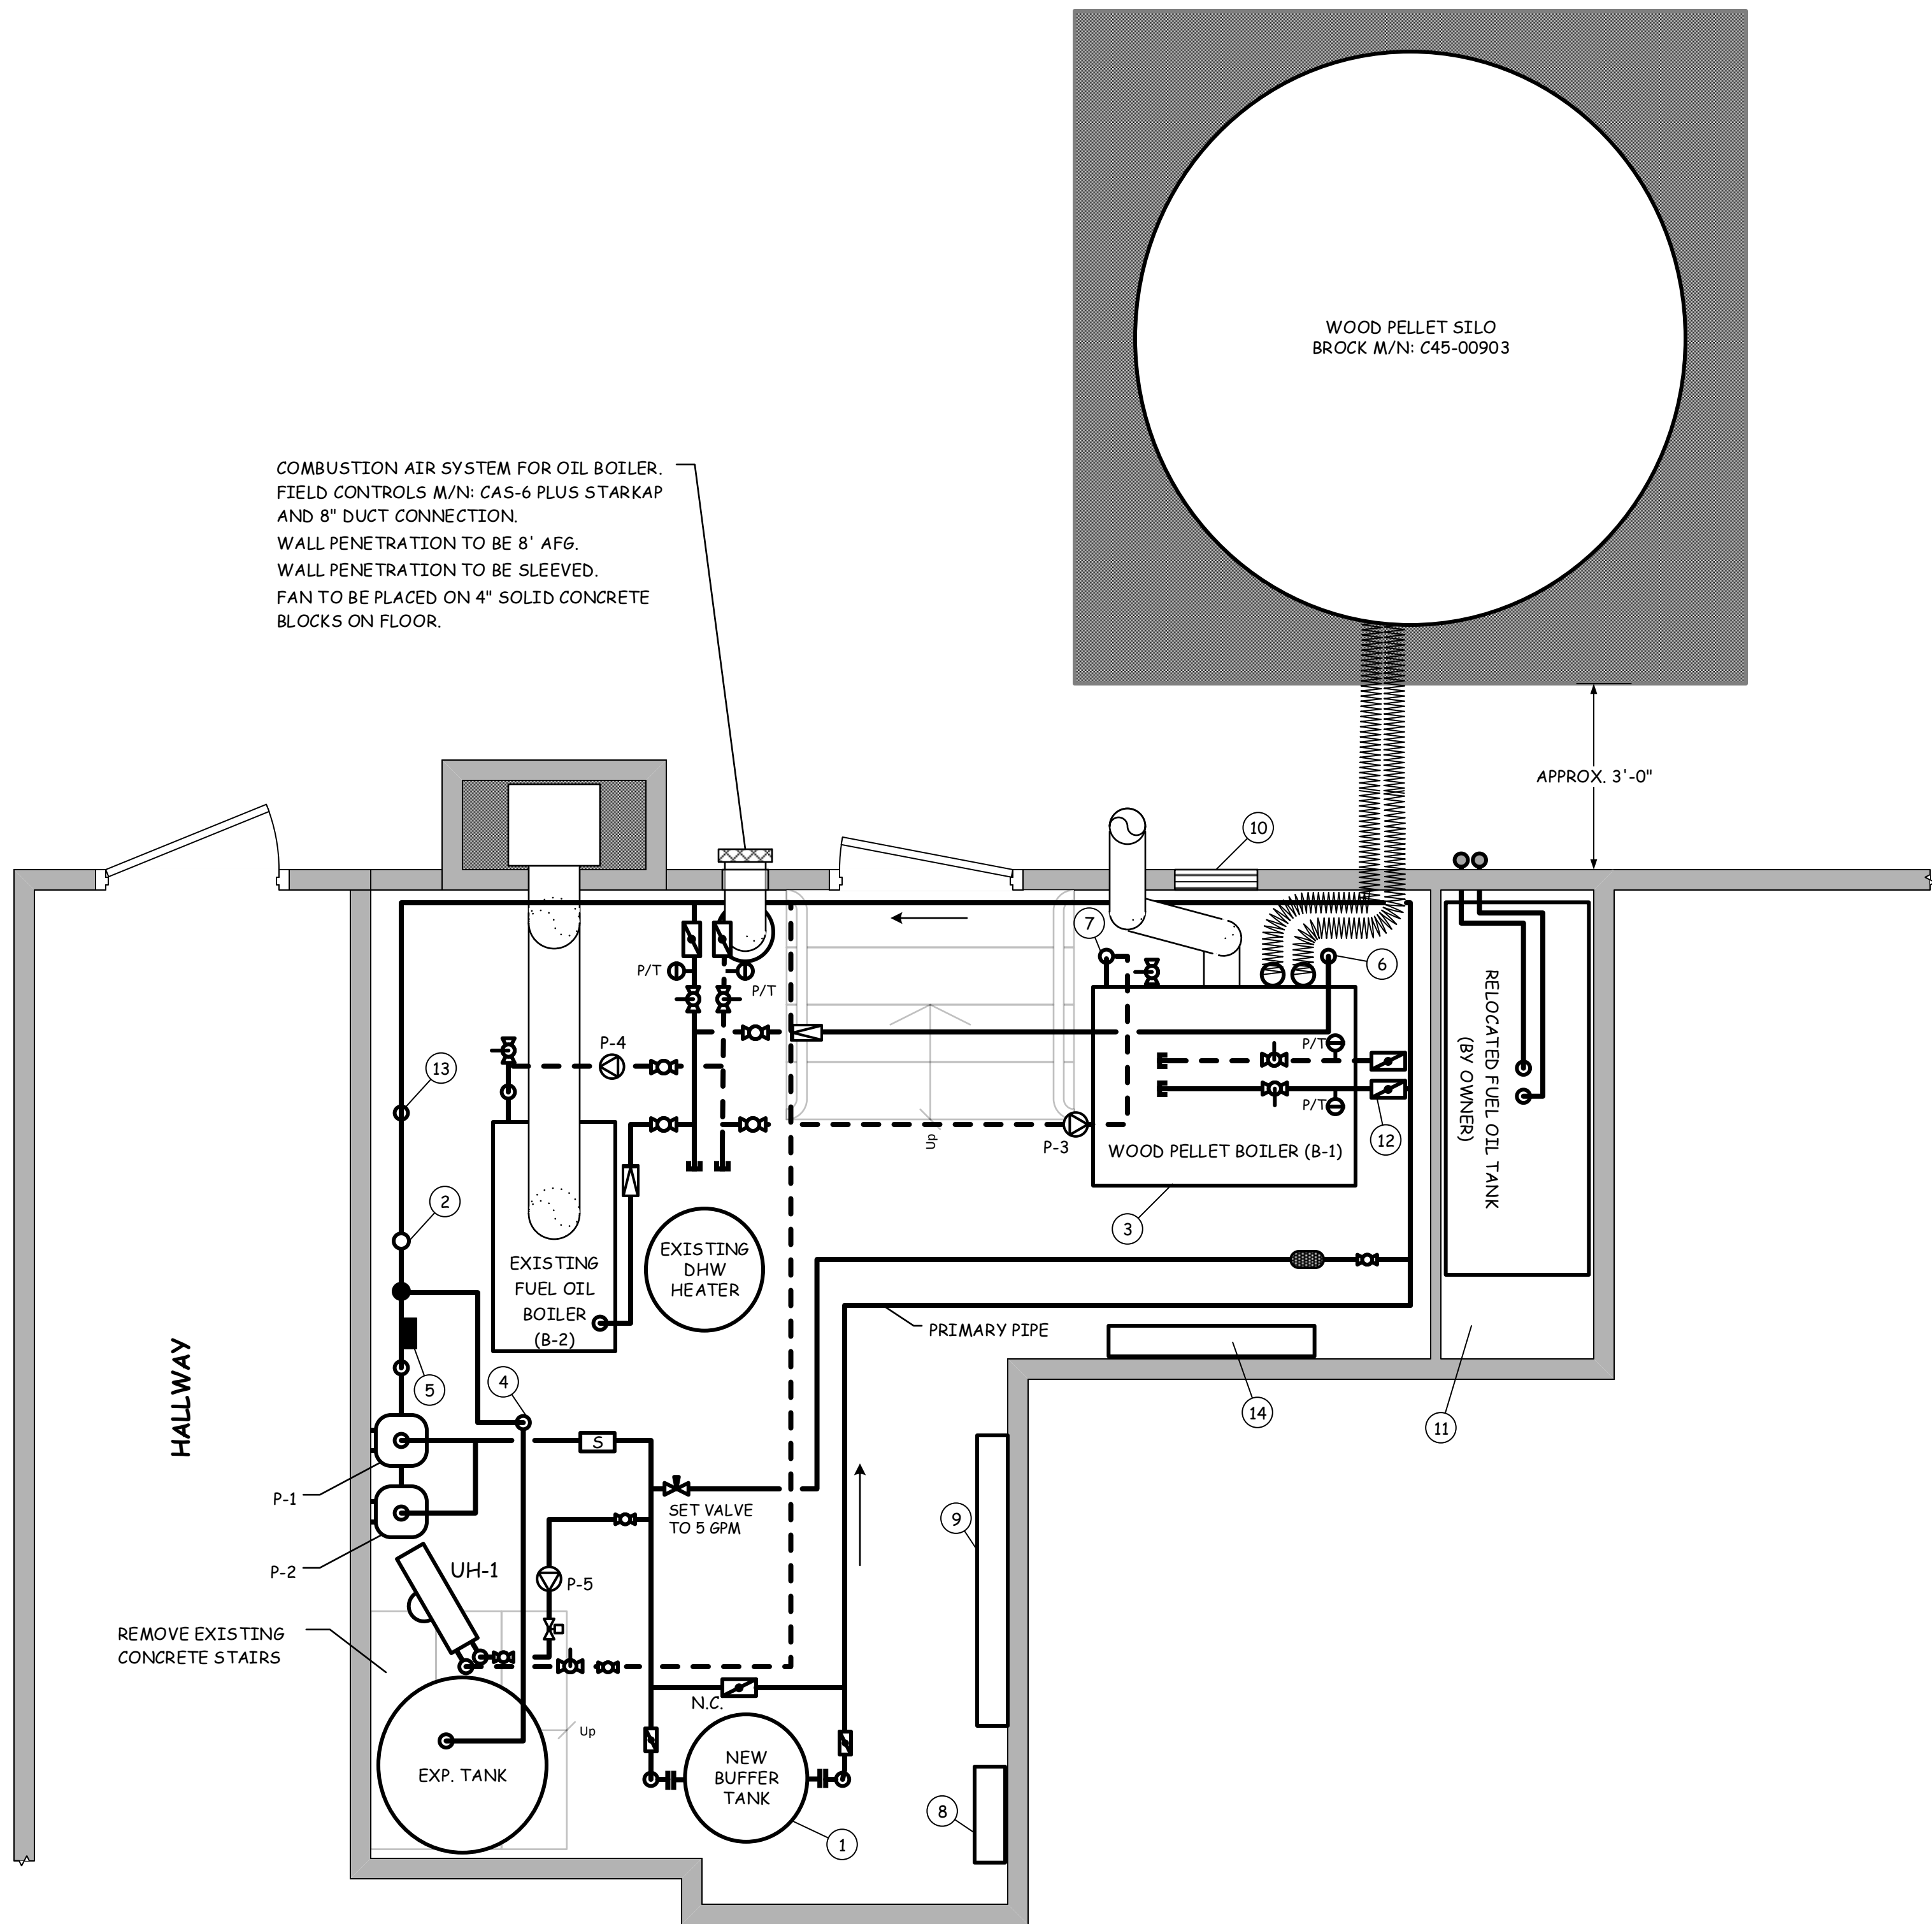 WOOD PELLET SILO
BROCK M/N: C45-00903
COMBUSTION AIR SYSTEM FOR OIL BOILER.
FIELD CONTROLS M/N: CAS-6 PLUS STARKAP
AND 8" DUCT CONNECTION.
WALL PENETRATION TO BE 8' AFG.
WALL PENETRATION TO BE SLEEVED.
FAN TO BE PLACED ON 4" SOLID CONCRETE
BLOCKS ON FLOOR.
APPROX. 3'-0"
10
7
6
P/T
P/T
P-4
P/T
P/T
13
12
P-3
Up
WOOD PELLET BOILER (B-1)
RELOCATED FUEL OIL TANK
(BY OWNER)
2
3
EXISTING
FUEL OIL
BOILER
(B-2)
EXISTING
DHW
HEATER
PRIMARY PIPE
HALLWAY
5
4
14
11
S
P-1
SET VALVE
TO 5 GPM
9
P-2
UH-1
P-5
REMOVE EXISTING
CONCRETE STAIRS
N.C.
Up
EXP. TANK
NEW
BUFFER
TANK
8
1